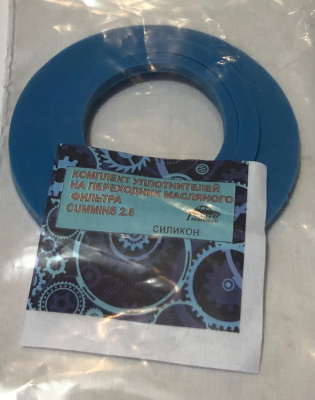 КОМПЛЕКТ УПЛОТНИТЕЛЕЙ
НА ПЕРЕХОДНИК МАСЛЯНОГО
ФИЛЬТРА
CUMMINS 2.8
СИЛИКОН